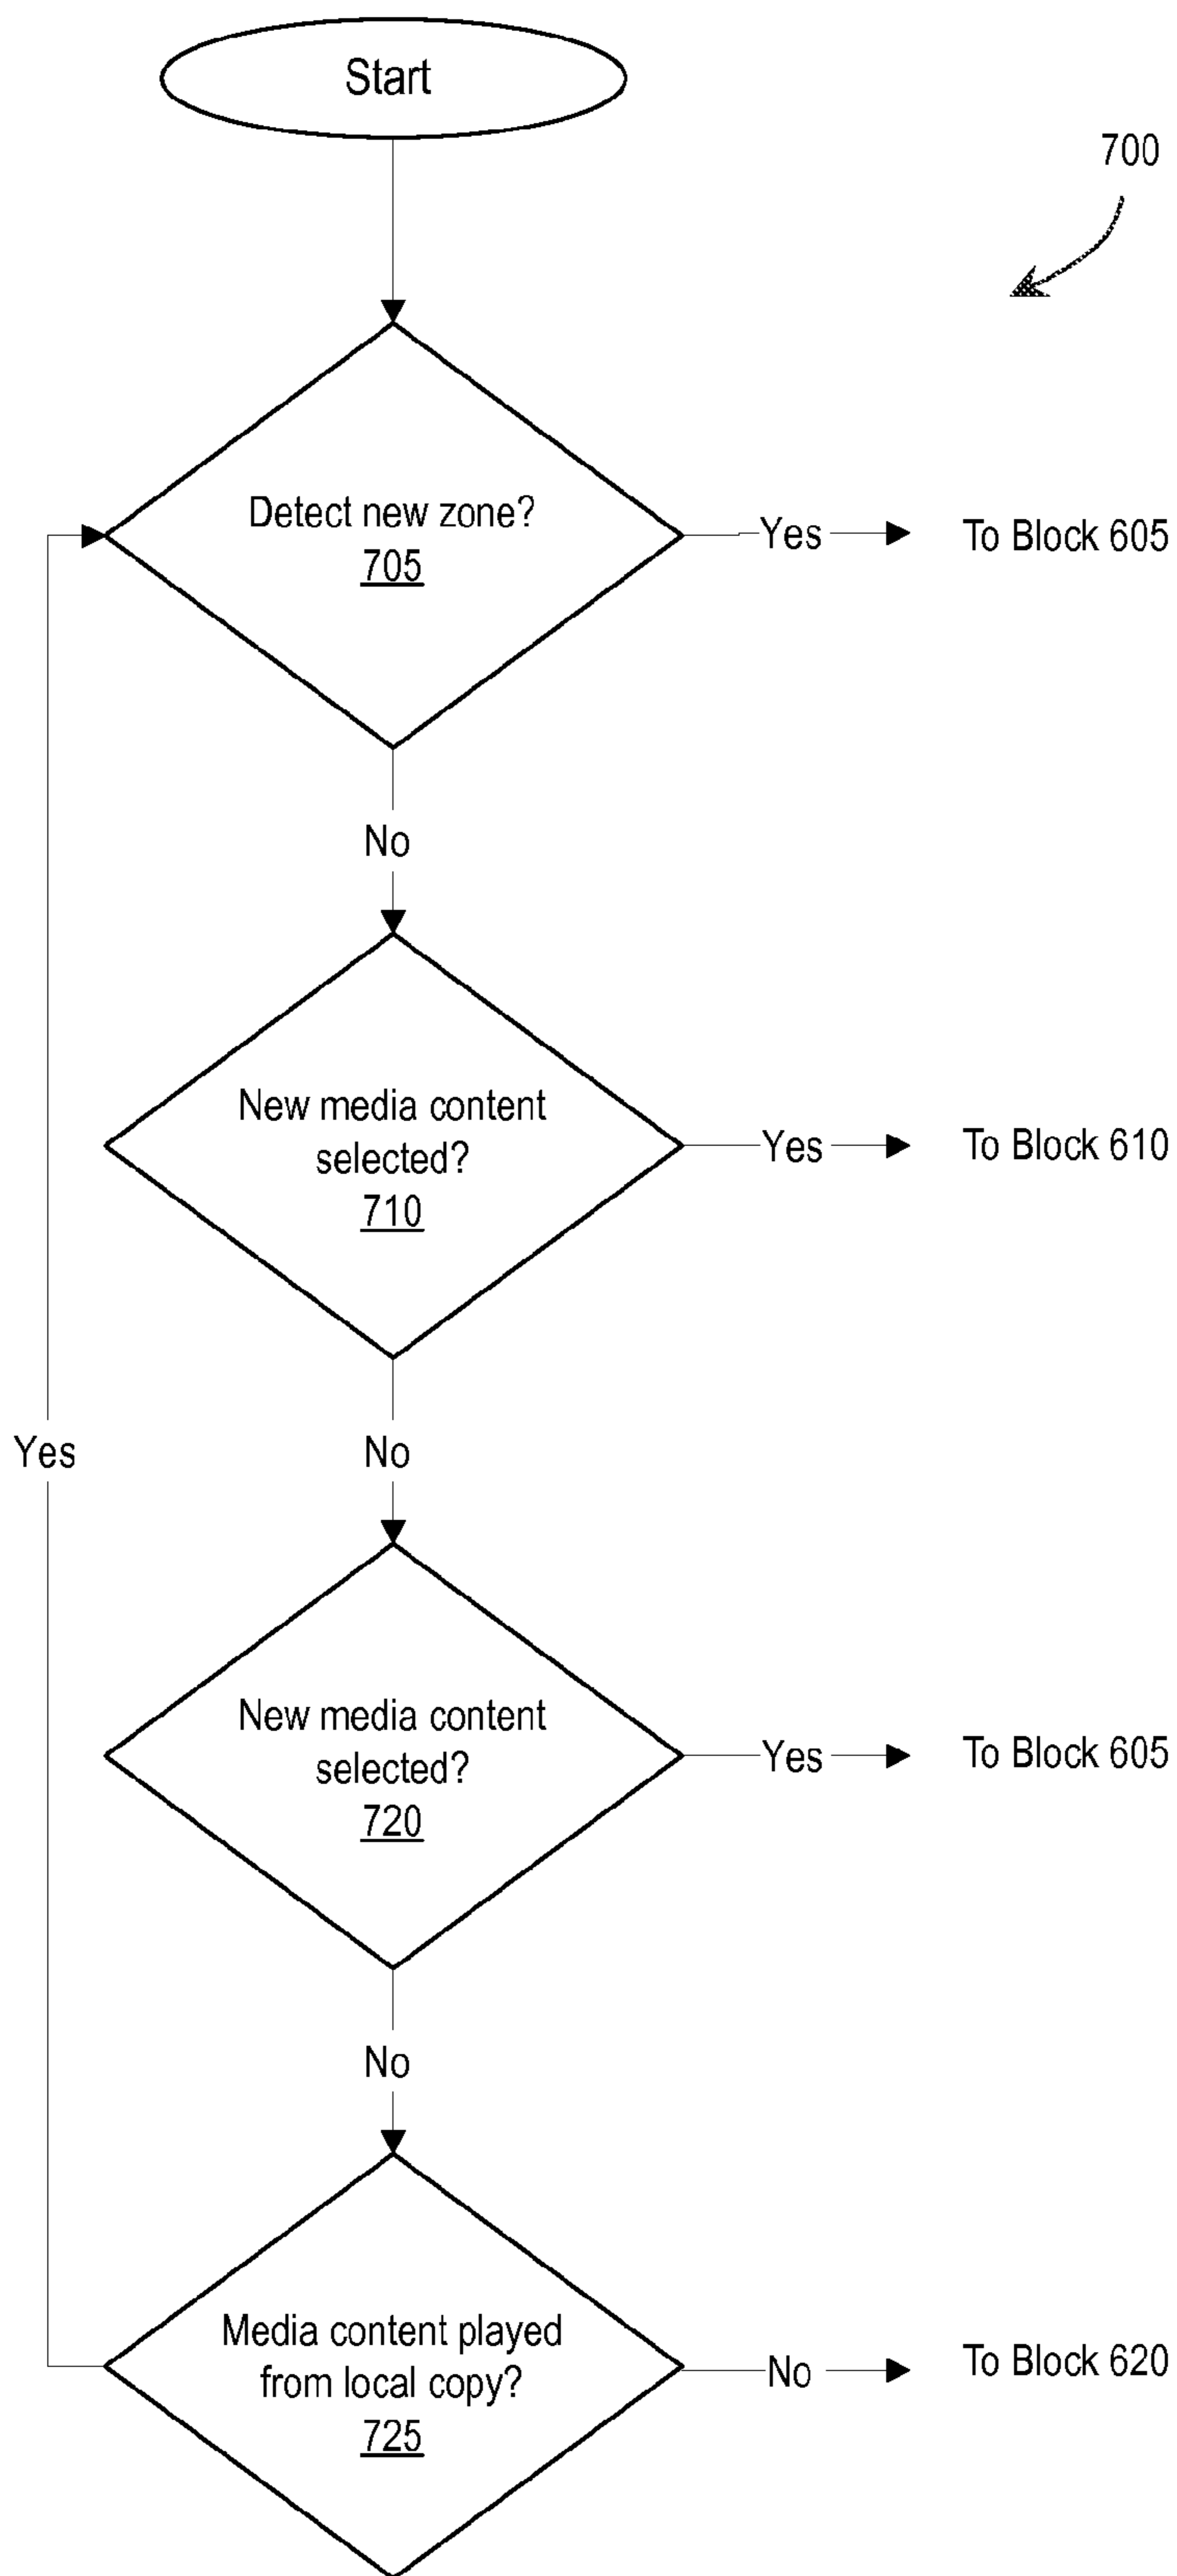 Start
700
Detect new zone?
705
Yes
To Block 605
No
New media content
selected?
710
Yes
To Block 610
Yes
No
New media content
selected?
720
Yes
To Block 605
No
Media content played
from local copy?
725
No
To Block 620